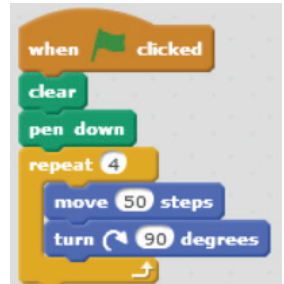 when clicked
clear
pen down
repeat 4
move 50 steps
turn 90 degrees